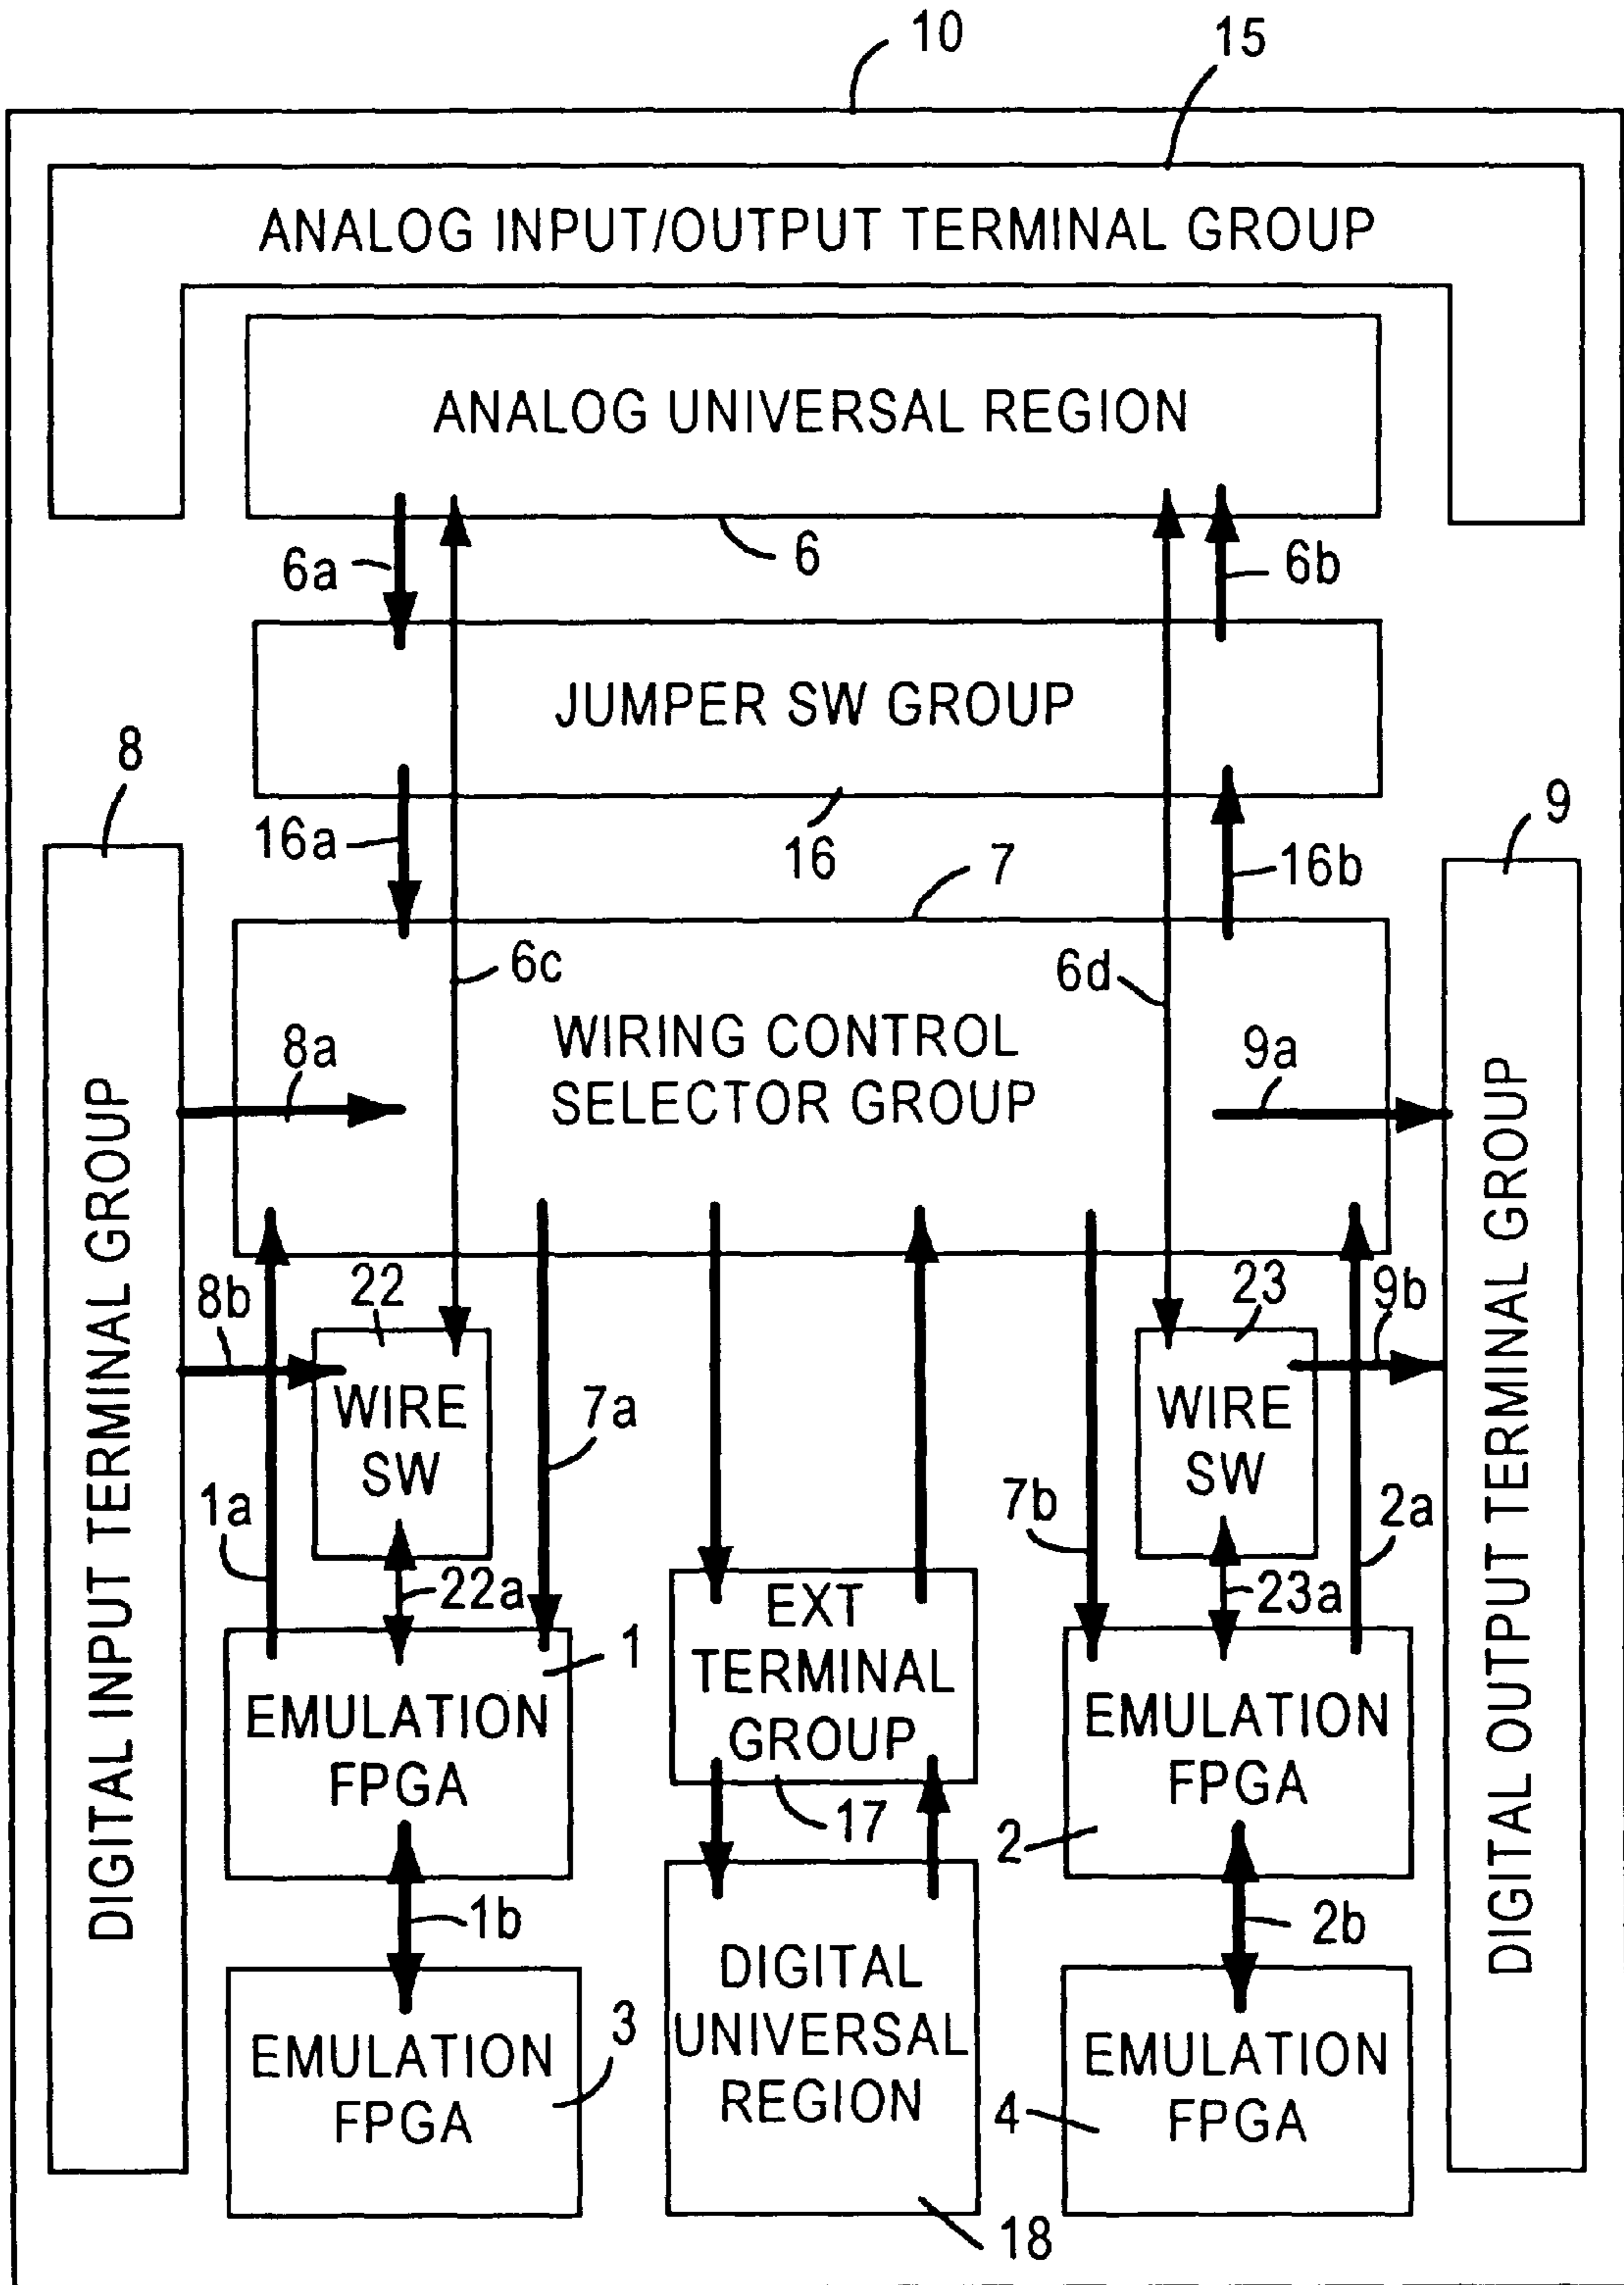 10
15
ANALOG INPUT/OUTPUT TERMINAL GROUP
ANALOG UNIVERSAL REGION
6a
6
6b
JUMPER SW GROUP
8
16a
16
7
16b
9
6c
6d
WIRING CONTROL
SELECTOR GROUP
8a
9a
DIGITAL INPUT TERMINAL GROUP
DIGITAL OUTPUT TERMINAL GROUP
8b
22
23
9b
WIRE
SW
7a
WIRE
SW
1a
7b
2a
22a
23a
1
EXT
TERMINAL
GROUP
EMULATION
FPGA
EMULATION
FPGA
17
2
1b
2b
DIGITAL
UNIVERSAL
REGION
EMULATION
FPGA
3
EMULATION
FPGA
4
18